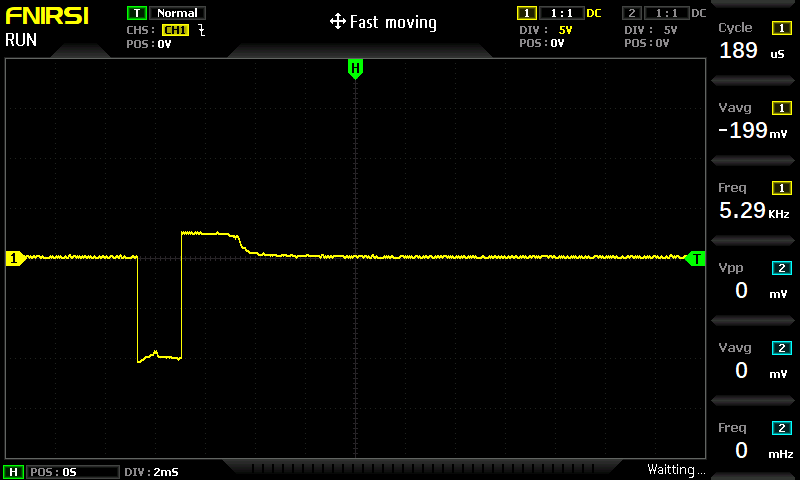 FNIRSI
RUN
T Normal
CHS: CH1
POS: 0V
Fast moving
1 1:1 DC
DIV: 5V
POS: 0V
2 1:1 DC
DIV: 5V
POS: 0V
H
1
T
Cycle 1
189 uS
Vavg 1
-199 mV
Freq 1
5.29 KHz
Vpp 2
0 mV
Vavg 2
0 mV
Freq 2
0 mHz
H POS: 0S DIV: 2mS
Waitting...